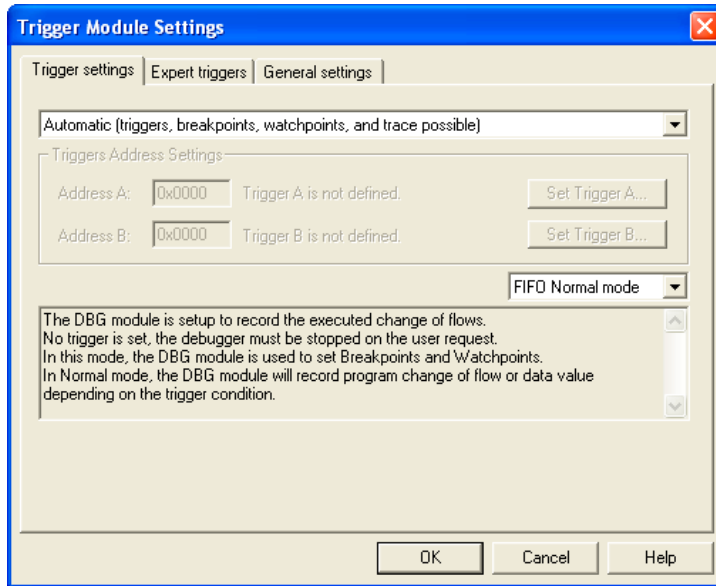 Trigger Module Settings
Trigger settings
Expert triggers
General settings
Automatic (triggers, breakpoints, watchpoints, and trace possible)
Triggers Address Settings
Address A: 0x0000 Trigger A is not defined. Set Trigger A...
Address B: 0x0000 Trigger B is not defined. Set Trigger B...
FIFO Normal mode
The DBG module is setup to record the executed change of flows.
No trigger is set, the debugger must be stopped on the user request.
In this mode, the DBG module is used to set Breakpoints and Watchpoints.
In Normal mode, the DBG module will record program change of flow or data value
depending on the trigger condition.
OK Cancel Help